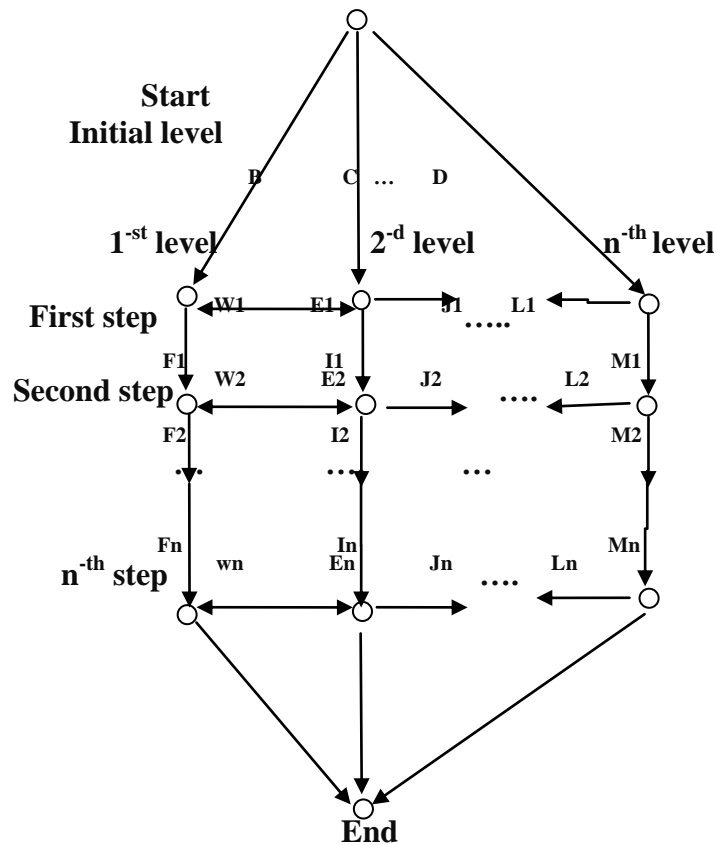 Start
Initial level
B C ... D
1-st level 2-d level n-th level
W1 E1 J1 L1
First step .....
F1 I1 M1
W2 E2 J2 L2
Second step ....
F2 I2 M2
... ... ...
Fn In Mn
wn En Jn Ln
n-th step ....
End